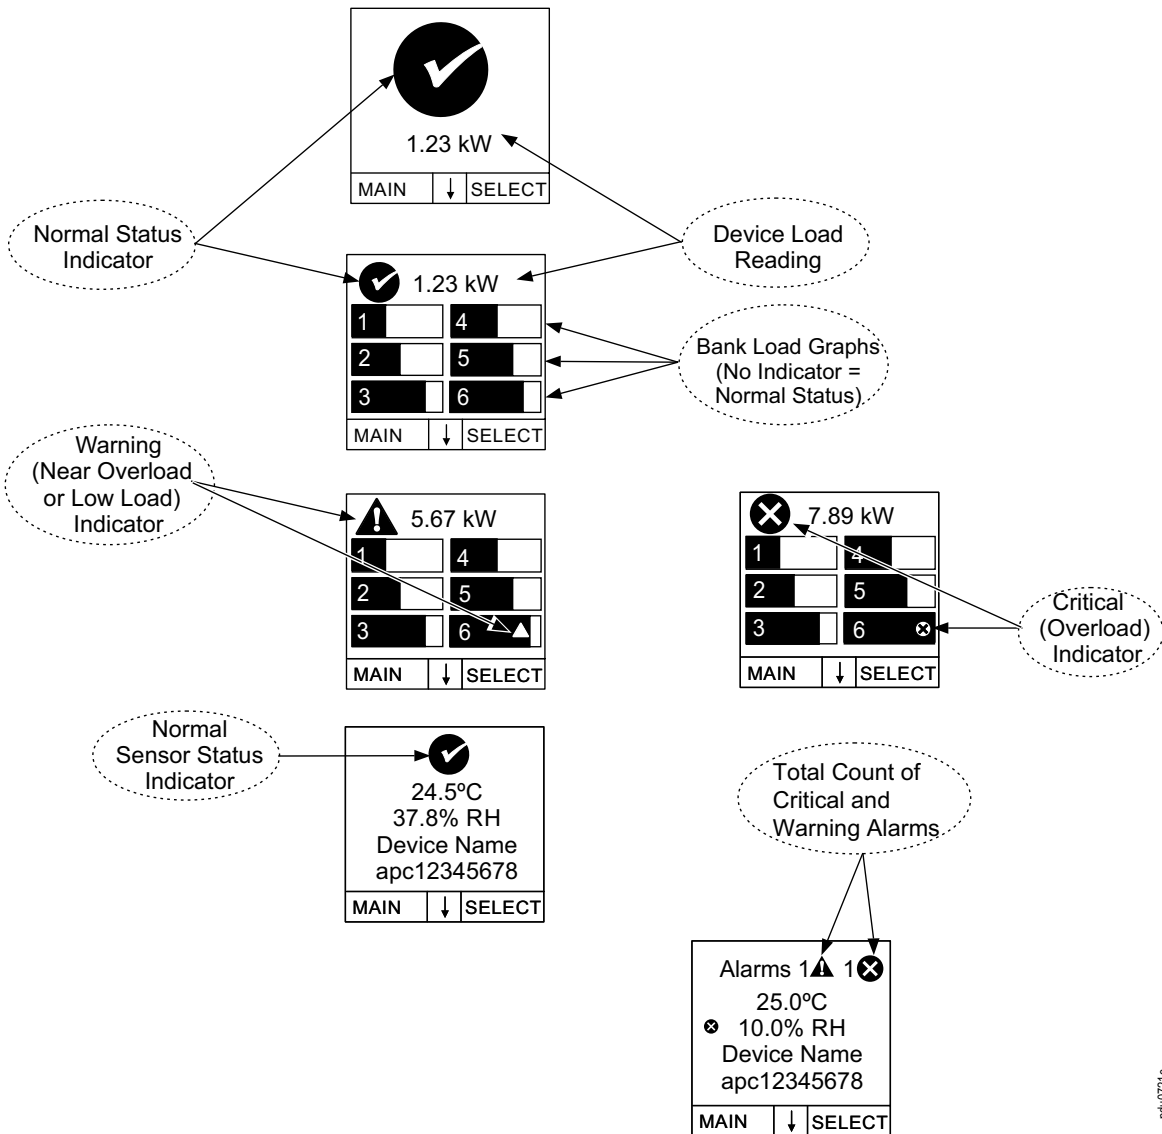 1.23 kW
MAIN ↓ SELECT
Normal Status
Indicator
Device Load
Reading
1.23 kW
1 4
2 5
3 6
MAIN ↓ SELECT
Bank Load Graphs
(No Indicator =
Normal Status)
Warning
(Near Overload
or Low Load)
Indicator
5.67 kW
1 4
2 5
3 6
MAIN ↓ SELECT
7.89 kW
1 4
2 5
3 6
MAIN ↓ SELECT
Critical
(Overload)
Indicator
Normal
Sensor Status
Indicator
24.5ºC
37.8% RH
Device Name
apc12345678
MAIN ↓ SELECT
Total Count of
Critical and
Warning Alarms
Alarms 1 1
25.0ºC
10.0% RH
Device Name
apc12345678
MAIN ↓ SELECT